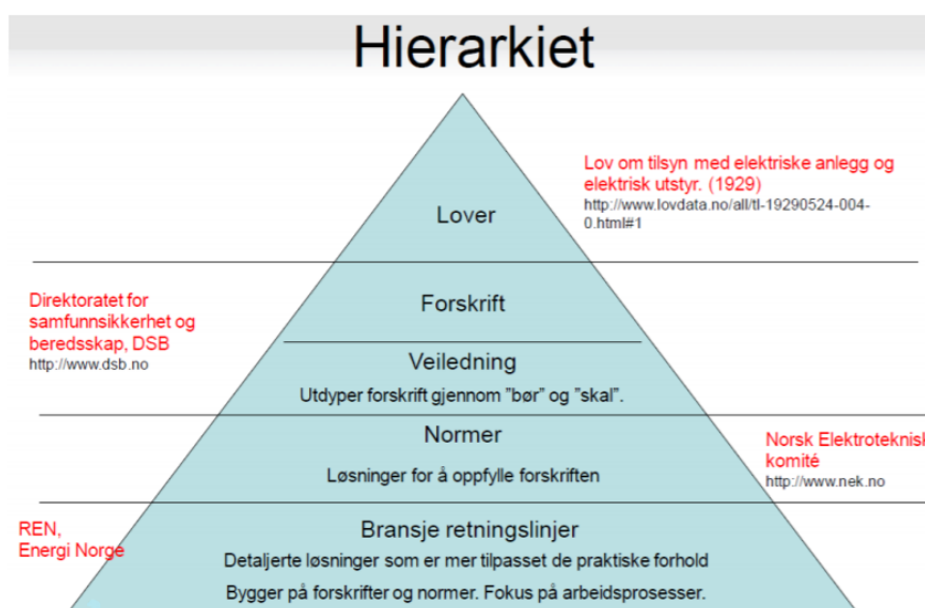 Hierarkiet
Lov om tilsyn med elektriske anlegg og
elektrisk utstyr. (1929)
http://www.lovdata.no/all/tl-19290524-004-
0.html#1
Lover
Direktoratet for
samfunnsikkerhet og
beredsskap, DSB
http://www.dsb.no
Forskrift
Veiledning
Utdyper forskrift gjennom "bør" og "skal".
Normer
Løsninger for å oppfylle forskriften
Norsk Elektroteknisk
komité
http://www.nek.no
REN,
Energi Norge
Bransje retningslinjer
Detaljerte løsninger som er mer tilpasset de praktiske forhold
Bygger på forskrifter og normer. Fokus på arbeidsprosesser.